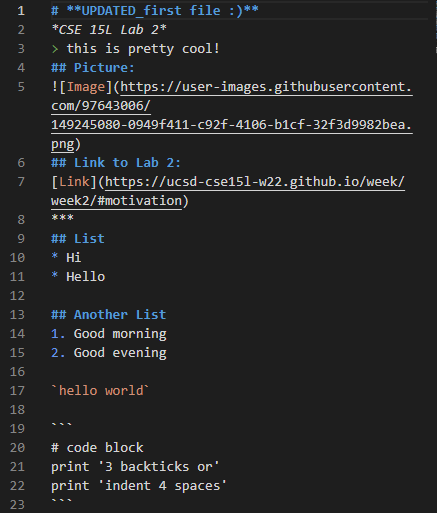 1 # **UPDATED_first file :)**
2 *CSE 15L Lab 2*
3 > this is pretty cool!
4 ## Picture:
5 ![Image](https://user-images.githubusercontent.
com/97643006/
149245080-0949f411-c92f-4106-b1cf-32f3d9982bea.
png)
6 ## Link to Lab 2:
7 [Link](https://ucsd-cse15l-w22.github.io/week/
week2/#motivation)
8 ***
9 ## List
10 * Hi
11 * Hello
12
13 ## Another List
14 1. Good morning
15 2. Good evening
16
17 `hello world`
18
19 ```
20 # code block
21 print '3 backticks or'
22 print 'indent 4 spaces'
23 ```